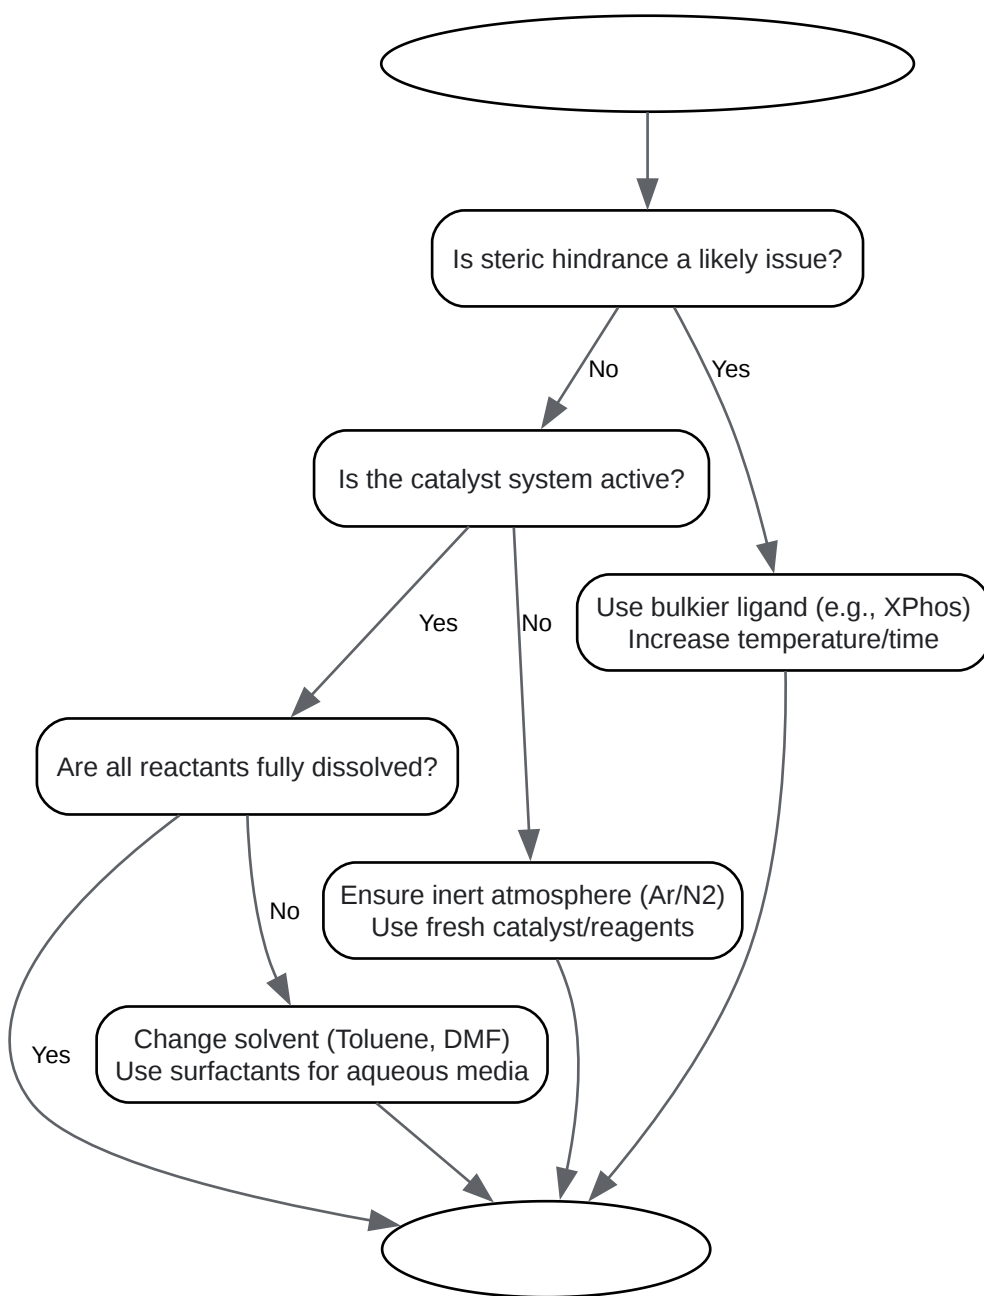 Is steric hindrance a likely issue?
No
Yes
Is the catalyst system active?
Use bulkier ligand (e.g., XPhos)
Increase temperature/time
Yes
No
Are all reactants fully dissolved?
Ensure inert atmosphere (Ar/N2)
Use fresh catalyst/reagents
No
Change solvent (Toluene, DMF)
Use surfactants for aqueous media
Yes